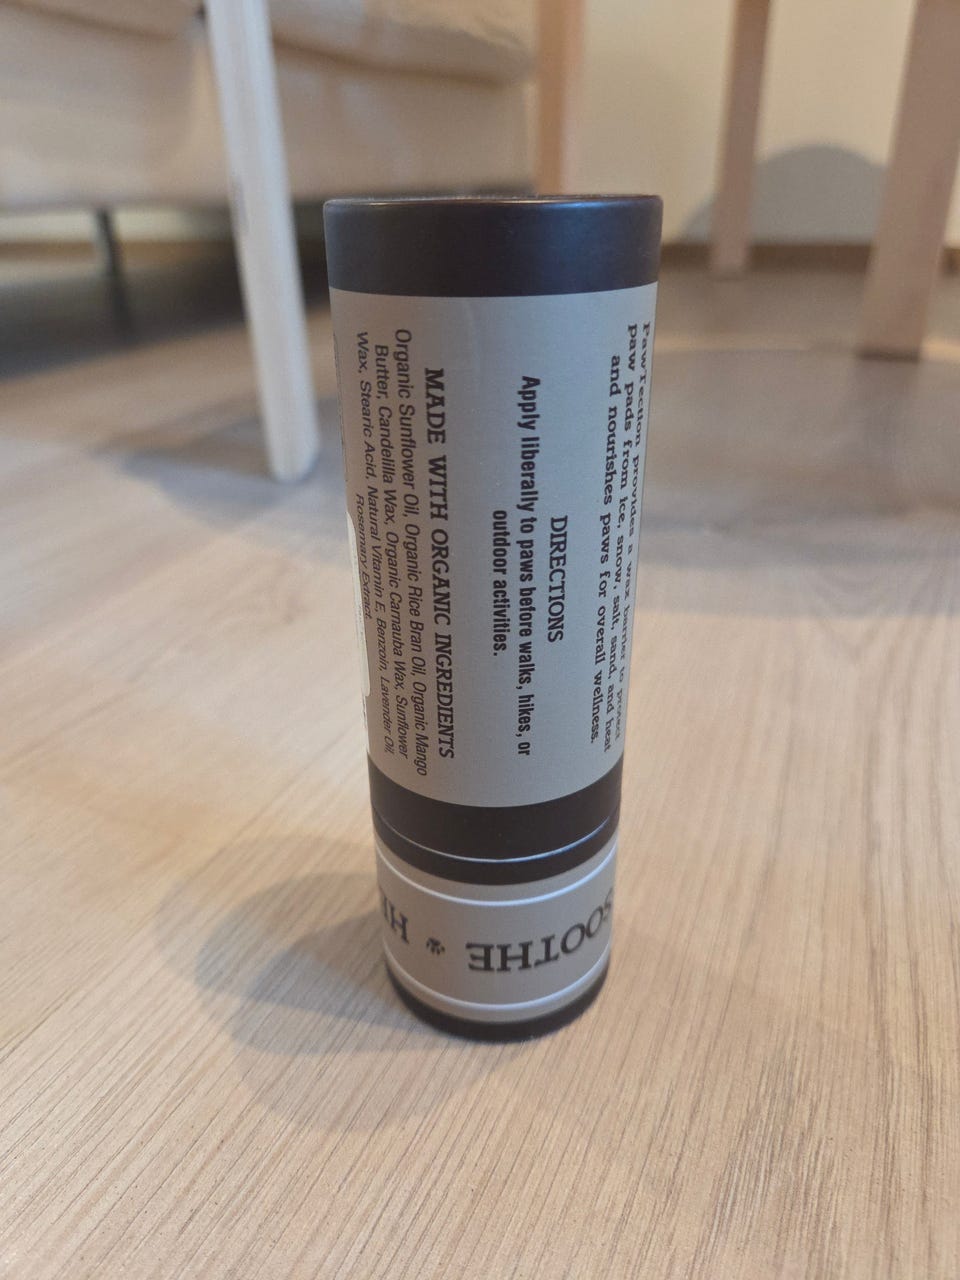 PawTection provides a wax barrier to protect
paw pads from ice, snow, salt, sand, and heat
and nourishes paws for overall wellness.
DIRECTIONS
Apply liberally to paws before walks, hikes, or
outdoor activities.
MADE WITH ORGANIC INGREDIENTS
Organic Sunflower Oil, Organic Rice Bran Oil, Organic Mango
Butter, Candelilla Wax, Organic Carnauba Wax, Sunflower
Wax, Stearic Acid, Natural Vitamin E, Benzoin, Lavender Oil,
Rosemary Extract.
SOOTHE